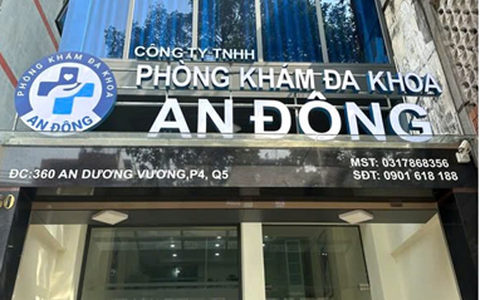 PHÒNG KHÁM ĐA KHOA
AN ĐÔNG
CÔNG TY TNHH
PHÒNG KHÁM ĐA KHOA
AN ĐÔNG
ĐC:360 AN DƯƠNG VƯƠNG,P4, Q5
MST: 0317868356
SĐT: 0901 618 188